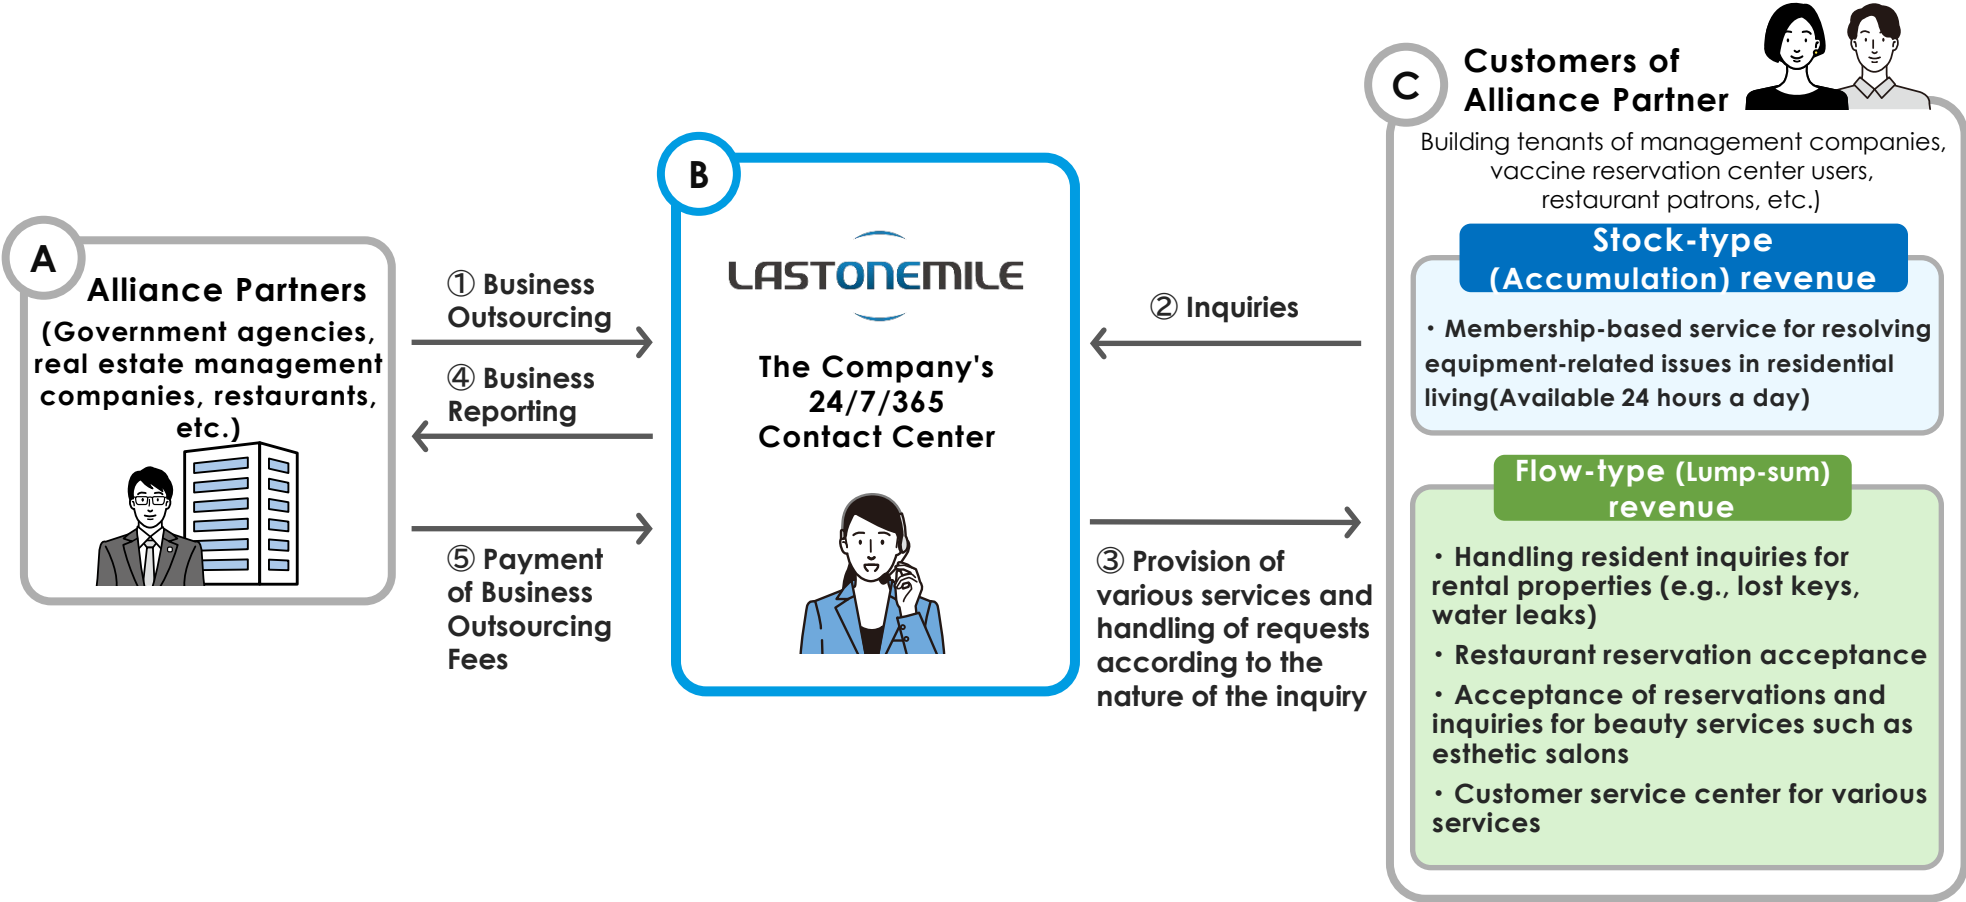 A
Alliance Partners
(Government agencies,
real estate management
companies, restaurants,
etc.)
① Business
Outsourcing
④ Business
Reporting
⑤ Payment
of Business
Outsourcing
Fees
B
LASTONEMILE
The Company's
24/7/365
Contact Center
② Inquiries
③ Provision of
various services and
handling of requests
according to the
nature of the inquiry
C
Customers of
Alliance Partner
Building tenants of management companies,
vaccine reservation center users,
restaurant patrons, etc.)
Stock-type
(Accumulation) revenue
・Membership-based service for resolving
equipment-related issues in residential
living(Available 24 hours a day)
Flow-type (Lump-sum)
revenue
・Handling resident inquiries for
rental properties (e.g., lost keys,
water leaks)
・Restaurant reservation acceptance
・Acceptance of reservations and
inquiries for beauty services such as
esthetic salons
・Customer service center for various
services